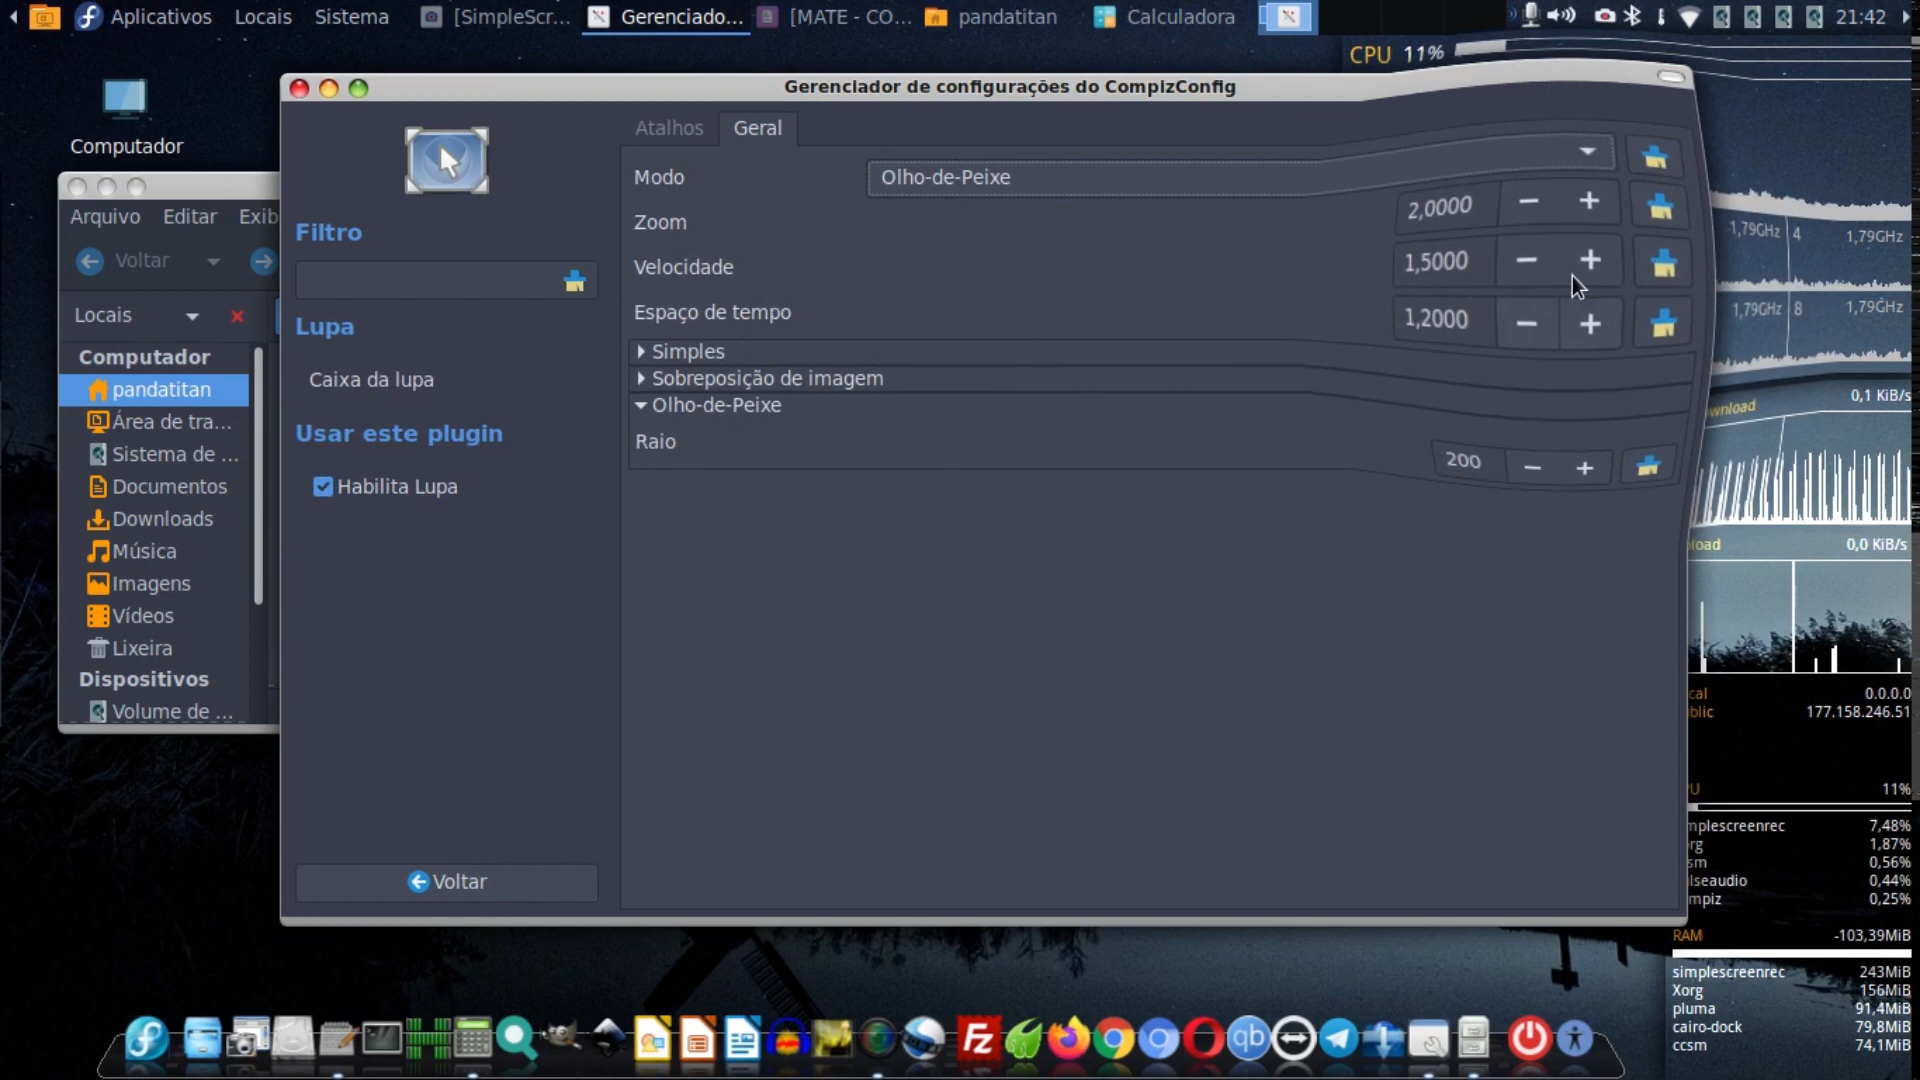 Aplicativos Locais Sistema [SimpleScr... Gerenciado... [MATE - CO... pandatitan Calculadora 21:42
CPU 11%
Computador
Gerenciador de configurações do CompizConfig
Arquivo Editar Exib
Voltar
Locais
Computador
pandatitan
Área de tra...
Sistema de ...
Documentos
Downloads
Música
Imagens
Vídeos
Lixeira
Dispositivos
Volume de ...
Filtro
Lupa
Caixa da lupa
Usar este plugin
Habilita Lupa
Voltar
Atalhos Geral
Modo Olho-de-Peixe
Zoom 2,0000
Velocidade 1,5000
Espaço de tempo 1,2000
Simples
Sobreposição de imagem
Olho-de-Peixe
Raio 200
1,79GHz 4 1,79GHz
1,79GHz 8 1,79GHz
wnload 0,1 KiB/s
load 0,0 KiB/s
cal 0.0.0.0
blic 177.158.246.51
U 11%
mplescreenrec 7,48%
rg 1,87%
sm 0,56%
lseaudio 0,44%
mpiz 0,25%
RAM -103,39MiB
simplescreenrec 243MiB
Xorg 156MiB
pluma 91,4MiB
cairo-dock 79,8MiB
ccsm 74,1MiB
Fz
qb